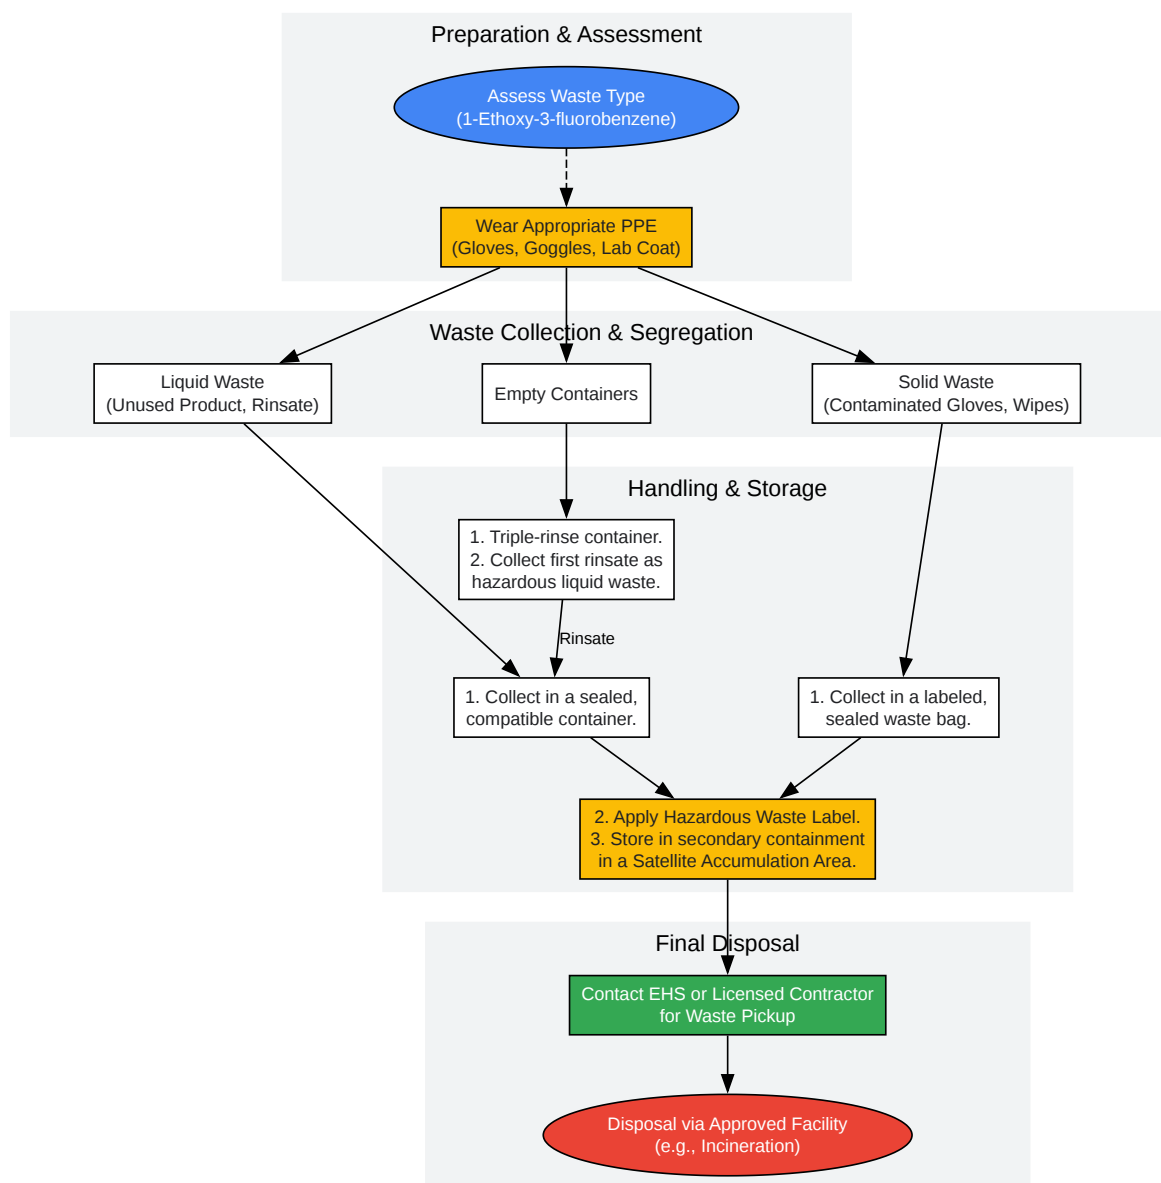 Preparation & Assessment
Assess Waste Type
(1-Ethoxy-3-fluorobenzene)
Wear Appropriate PPE
(Gloves, Goggles, Lab Coat)
Waste Collection & Segregation
Liquid Waste
(Unused Product, Rinsate)
Empty Containers
Solid Waste
(Contaminated Gloves, Wipes)
Handling & Storage
1. Triple-rinse container.
2. Collect first rinsate as
hazardous liquid waste.
Rinsate
1. Collect in a sealed,
compatible container.
1. Collect in a labeled,
sealed waste bag.
2. Apply Hazardous Waste Label.
3. Store in secondary containment
in a Satellite Accumulation Area.
Final Disposal
Contact EHS or Licensed Contractor
for Waste Pickup
Disposal via Approved Facility
(e.g., Incineration)